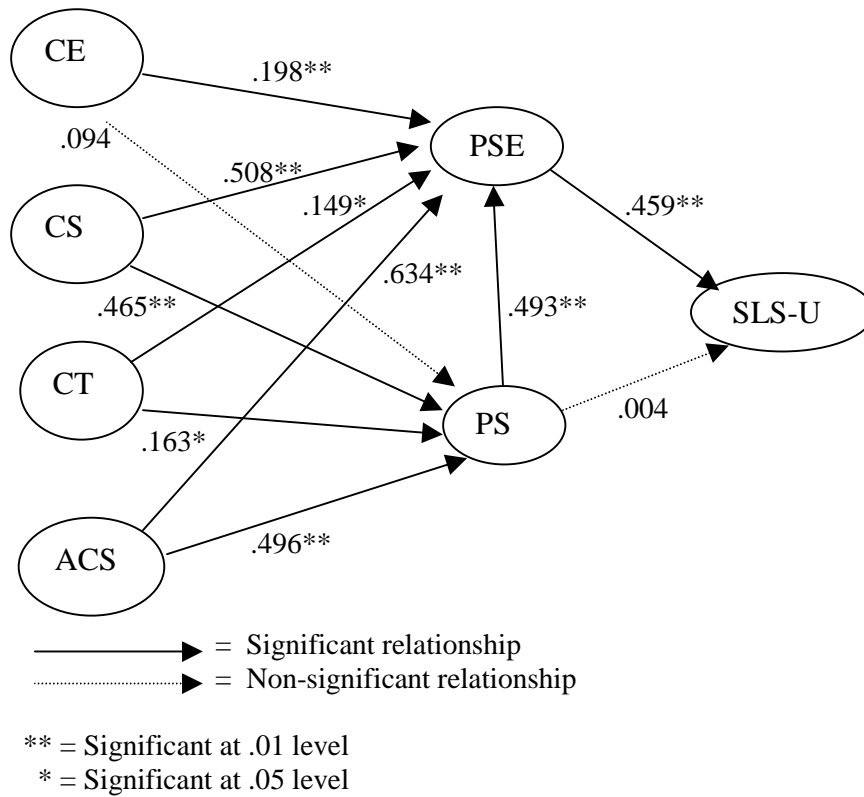 CE
.198**
.094
PSE
.508**
.149*
CS
.459**
.634**
.465**
.493**
SLS-U
CT
.004
PS
.163*
.496**
ACS
= Significant relationship
= Non-significant relationship
** = Significant at .01 level
* = Significant at .05 level